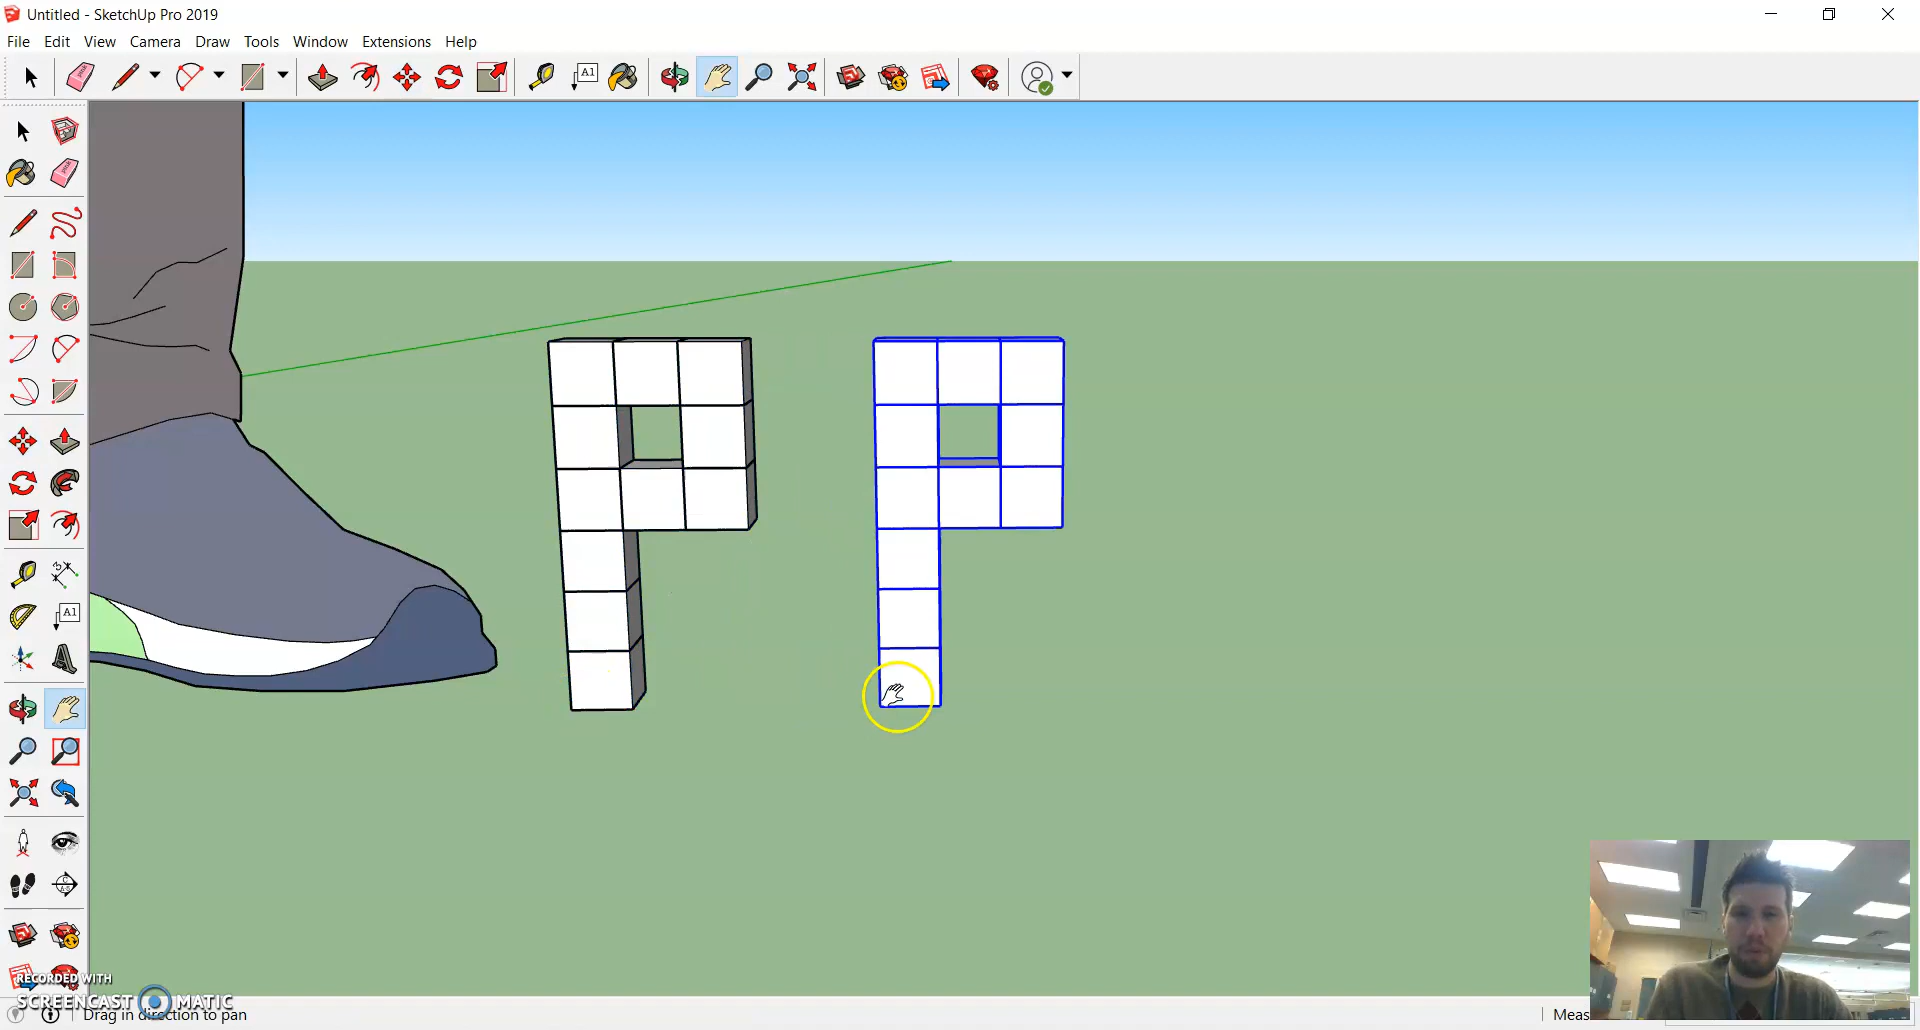 Untitled - SketchUp Pro 2019
File Edit View Camera Draw Tools Window Extensions Help
A1
A1
RECORDED WITH
SCREENCAST MATIC
Drag in direction to pan
Meas